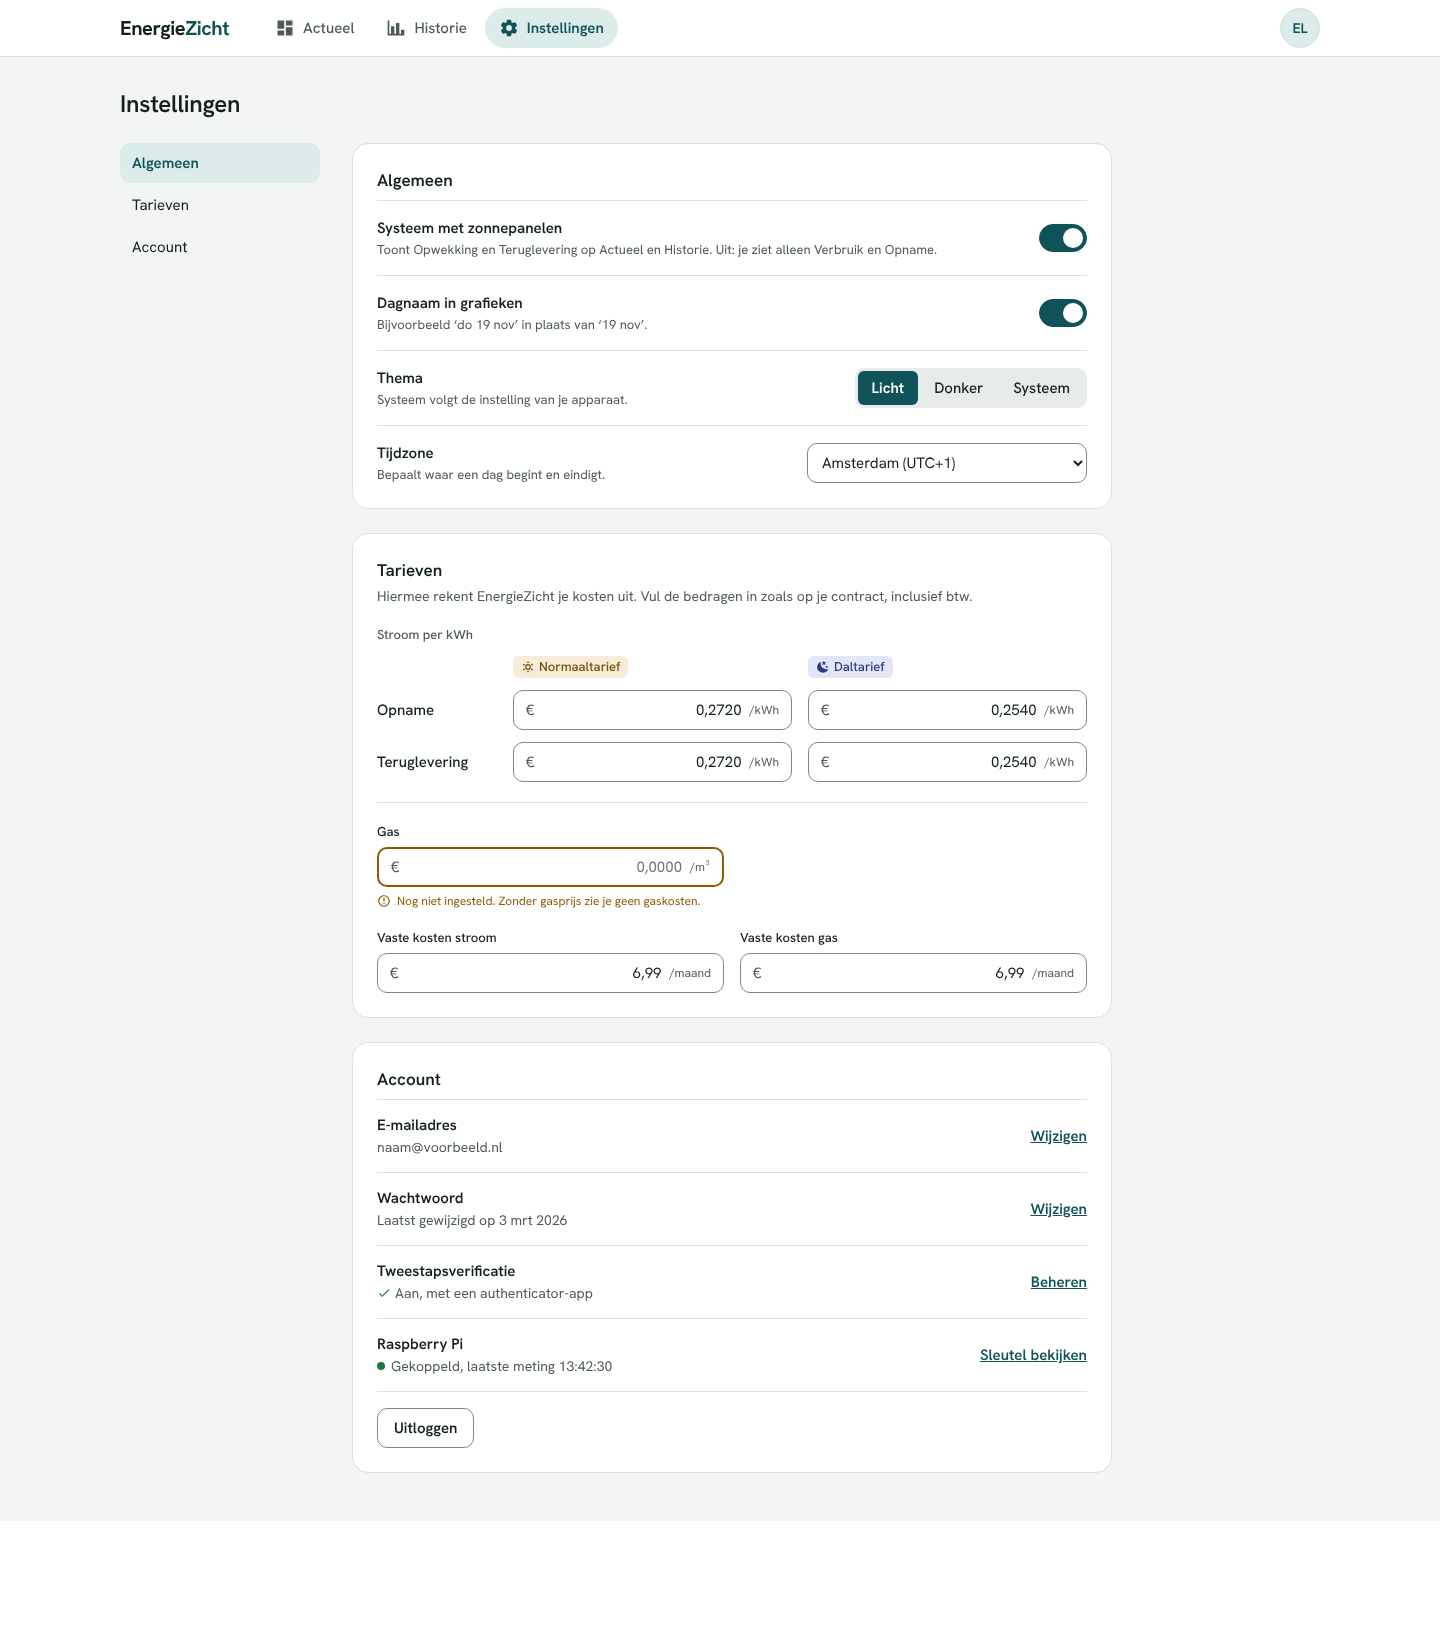 EnergieZicht
Actueel
Historie
Instellingen
EL
Instellingen
Algemeen
Tarieven
Account
Algemeen
Systeem met zonnepanelen
Toont Opwekking en Teruglevering op Actueel en Historie. Uit: je ziet alleen Verbruik en Opname.
Dagnaam in grafieken
Bijvoorbeeld ‘do 19 nov’ in plaats van ‘19 nov’.
Thema
Systeem volgt de instelling van je apparaat.
Licht Donker Systeem
Tijdzone
Bepaalt waar een dag begint en eindigt.
Amsterdam (UTC+1)
Tarieven
Hiermee rekent EnergieZicht je kosten uit. Vul de bedragen in zoals op je contract, inclusief btw.
Stroom per kWh
Normaaltarief Daltarief
Opname € 0,2720 /kWh € 0,2540 /kWh
Teruglevering € 0,2720 /kWh € 0,2540 /kWh
Gas
€ 0,0000 /m³
Nog niet ingesteld. Zonder gasprijs zie je geen gaskosten.
Vaste kosten stroom Vaste kosten gas
€ 6,99 /maand € 6,99 /maand
Account
E-mailadres
naam@voorbeeld.nl
Wijzigen
Wachtwoord
Laatst gewijzigd op 3 mrt 2026
Wijzigen
Tweestapsverificatie
Aan, met een authenticator-app
Beheren
Raspberry Pi
Gekoppeld, laatste meting 13:42:30
Sleutel bekijken
Uitloggen